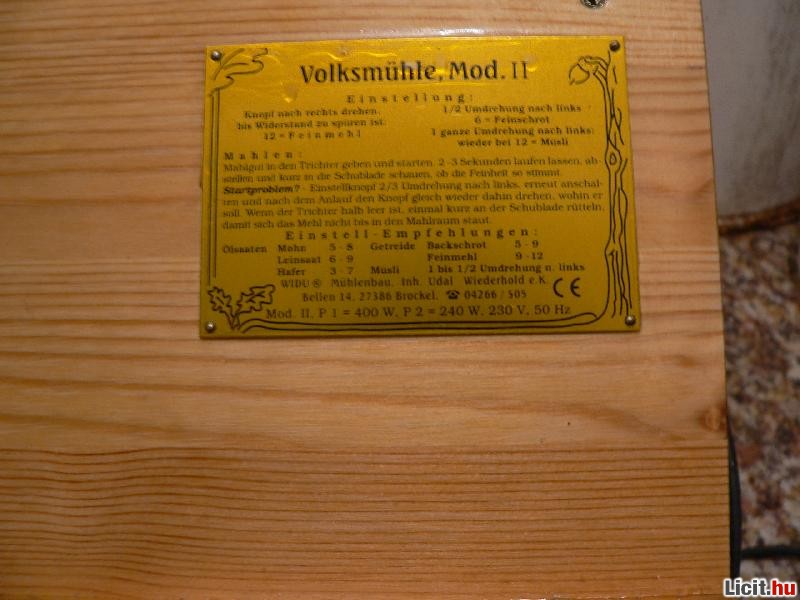 Volksmühle, Mod. II
Einstellung:
Knopf nach rechts drehen, 1/2 Umdrehung nach links
bis Widerstand zu spüren ist. 6 = Feinschrot
12 = Feinmehl 1 ganze Umdrehung nach links:
wieder bei 12 = Müsli
Mahlen:
Mahlgut in den Trichter geben und starten. 2-3 Sekunden laufen lassen, ab-
stellen und kurz in die Schublade schauen, ob die Feinheit so stimmt.
Startproblem? - Einstellknopf 2/3 Umdrehung nach links, erneut anschal-
ten und nach dem Anlauf den Knopf gleich wieder dahin drehen, wohin er
soll. Wenn der Trichter halb leer ist, einmal kurz an der Schublade rütteln,
damit sich das Mehl nicht bis in den Mahlraum staut.
Einstell-Empfehlungen:
Ölsaaten Mohn 5 - 8 Getreide Backschrot 5 - 9
Leinsaat 6 - 9 Feinmehl 9 - 12
Hafer 3 - 7 Müsli 1 bis 1/2 Umdrehung n. links
WIDU ® Mühlenbau, Inh. Udal Wiederhold e.K. CE
Bellen 14, 27386 Brockel. ☎ 04266 / 505
Mod. II, P 1 = 400 W, P 2 = 240 W, 230 V, 50 Hz
Licit.hu